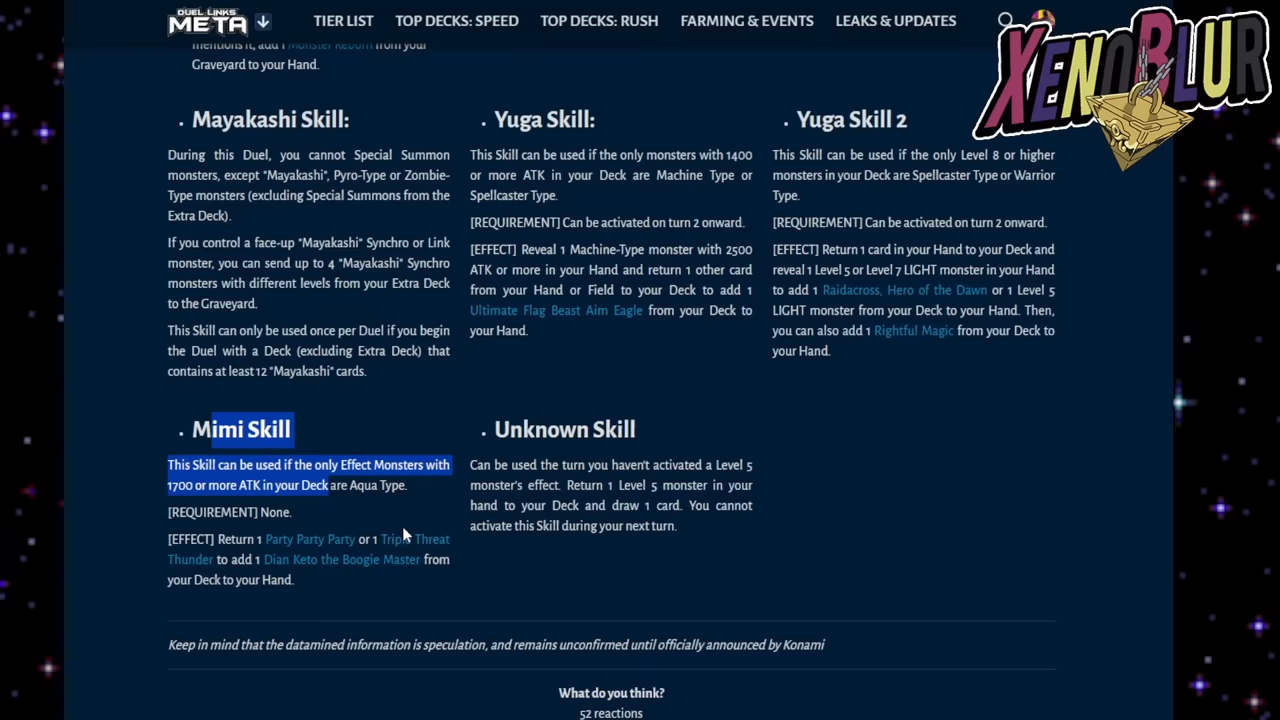 DUEL LINKS
META
TIER LIST
TOP DECKS: SPEED
TOP DECKS: RUSH
FARMING & EVENTS
LEAKS & UPDATES
XENOBLUR
mentions it, add 1 Monster Reborn from your
Graveyard to your Hand.
Mayakashi Skill:
During this Duel, you cannot Special Summon
monsters, except "Mayakashi", Pyro-Type or Zombie-
Type monsters (excluding Special Summons from the
Extra Deck).
If you control a face-up "Mayakashi" Synchro or Link
monster, you can send up to 4 "Mayakashi" Synchro
monsters with different levels from your Extra Deck
to the Graveyard.
This Skill can only be used once per Duel if you begin
the Duel with a Deck (excluding Extra Deck) that
contains at least 12 "Mayakashi" cards.
Yuga Skill:
This Skill can be used if the only monsters with 1400
or more ATK in your Deck are Machine Type or
Spellcaster Type.
[REQUIREMENT] Can be activated on turn 2 onward.
[EFFECT] Reveal 1 Machine-Type monster with 2500
ATK or more in your Hand and return 1 other card
from your Hand or Field to your Deck to add 1
Ultimate Flag Beast Aim Eagle from your Deck to
your Hand.
Yuga Skill 2
This Skill can be used if the only Level 8 or higher
monsters in your Deck are Spellcaster Type or Warrior
Type.
[REQUIREMENT] Can be activated on turn 2 onward.
[EFFECT] Return 1 card in your Hand to your Deck and
reveal 1 Level 5 or Level 7 LIGHT monster in your Hand
to add 1 Raidacross, Hero of the Dawn or 1 Level 5
LIGHT monster from your Deck to your Hand. Then,
you can also add 1 Rightful Magic from your Deck to
your Hand.
Mimi Skill
This Skill can be used if the only Effect Monsters with
1700 or more ATK in your Deck are Aqua Type.
[REQUIREMENT] None.
[EFFECT] Return 1 Party Party Party or 1 Triple Threat
Thunder to add 1 Dian Keto the Boogie Master from
your Deck to your Hand.
Unknown Skill
Can be used the turn you haven't activated a Level 5
monster's effect. Return 1 Level 5 monster in your
hand to your Deck and draw 1 card. You cannot
activate this Skill during your next turn.
Keep in mind that the datamined information is speculation, and remains unconfirmed until officially announced by Konami
What do you think?
52 reactions